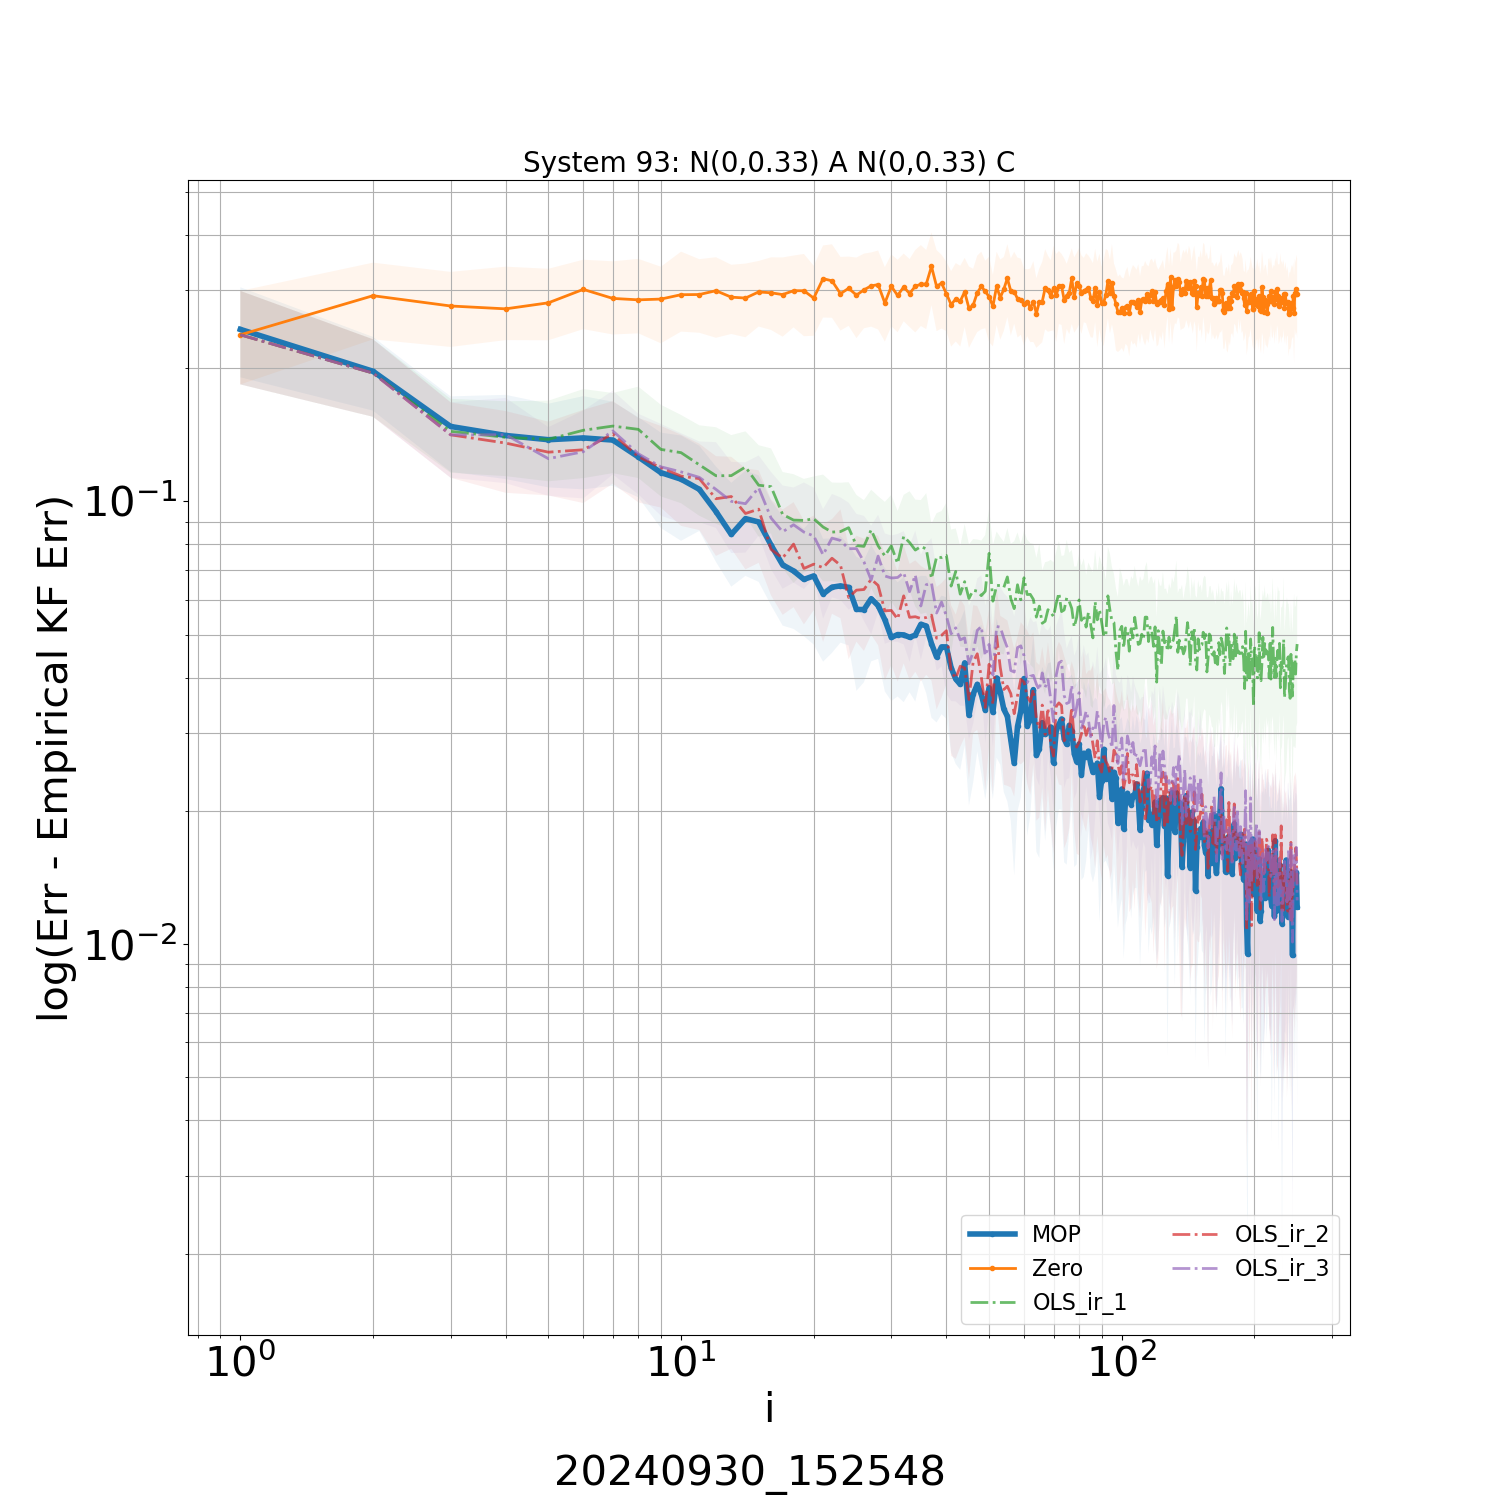 System 93: N(0,0.33) A N(0,0.33) C
log(Err - Empirical KF Err)
10⁻¹
10⁻²
MOP
Zero
OLS_ir_1
OLS_ir_2
OLS_ir_3
10⁰
10¹
10²
i
20240930_152548